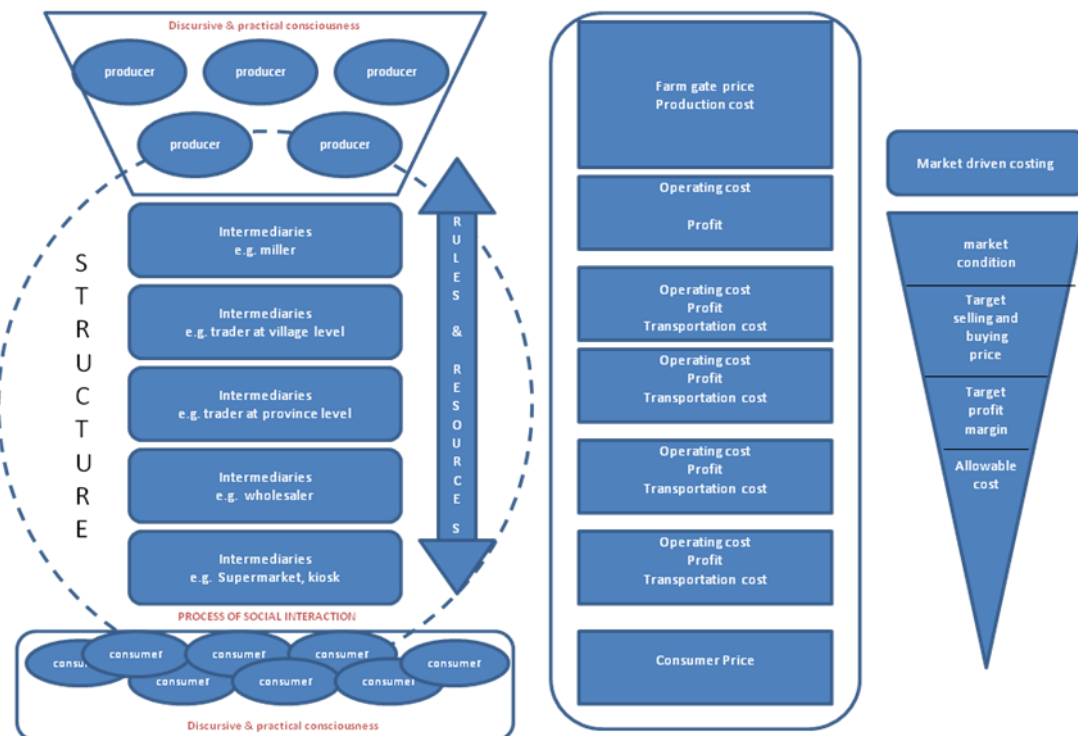 Discursive & practical consciousness
producer
producer
producer
producer
producer
STRUCTURE
Intermediaries
e.g. miller
Intermediaries
e.g. trader at village level
Intermediaries
e.g. trader at province level
Intermediaries
e.g. wholesaler
Intermediaries
e.g. Supermarket, kiosk
RULES & RESOURCES
PROCESS OF SOCIAL INTERACTION
consu
consumer
consumer
consumer
consumer
consumer
consumer
consumer
Discursive & practical consciousness
Farm gate price
Production cost
Operating cost
Profit
Operating cost
Profit
Transportation cost
Operating cost
Profit
Transportation cost
Operating cost
Profit
Transportation cost
Operating cost
Profit
Transportation cost
Consumer Price
Market driven costing
market
condition
Target
selling and
buying
price
Target
profit
margin
Allowable
cost